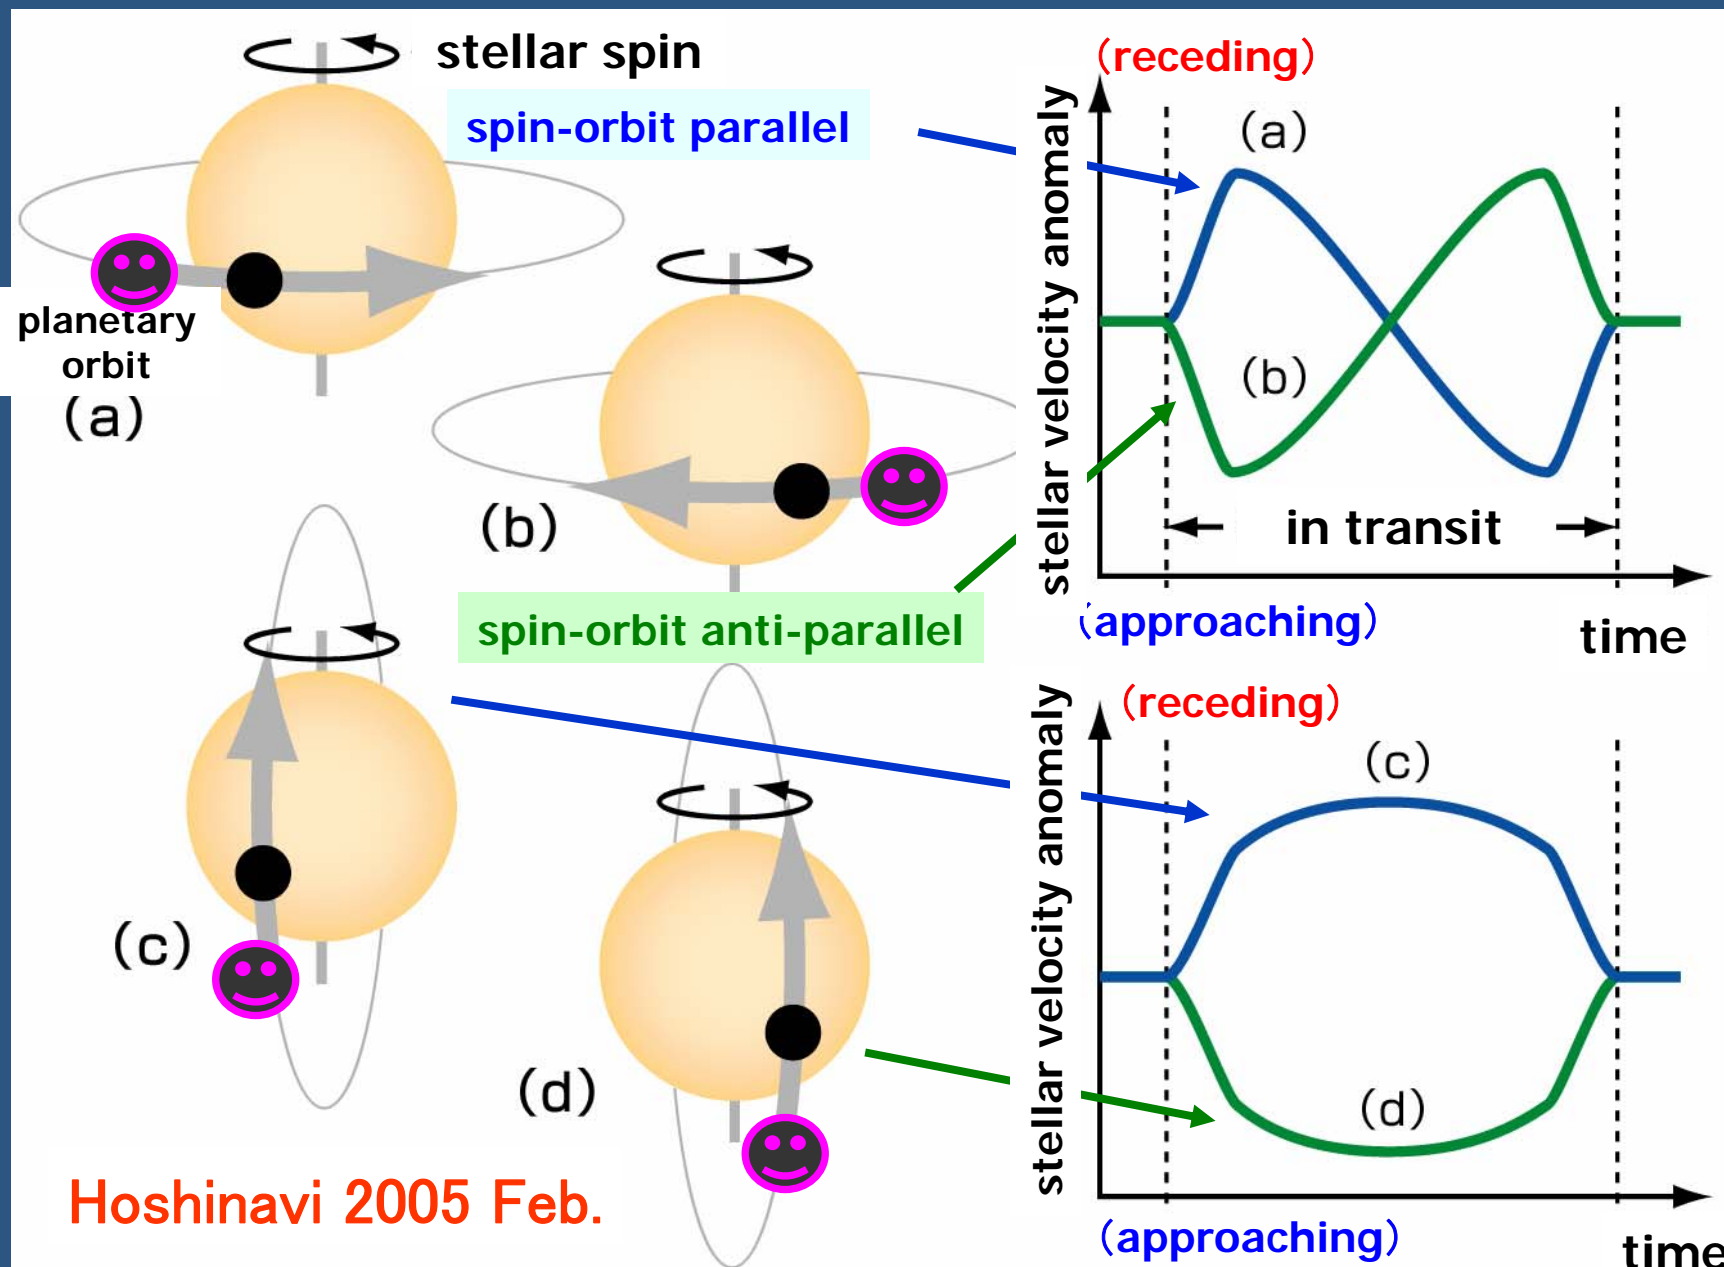 stellar spin
spin-orbit parallel
planetary
orbit
(a)
(b)
spin-orbit anti-parallel
(c)
(d)
Hoshinavi 2005 Feb.
(receding)
stellar velocity anomaly
(a)
(b)
in transit
(approaching)
time
(receding)
stellar velocity anomaly
(c)
(d)
(approaching)
time